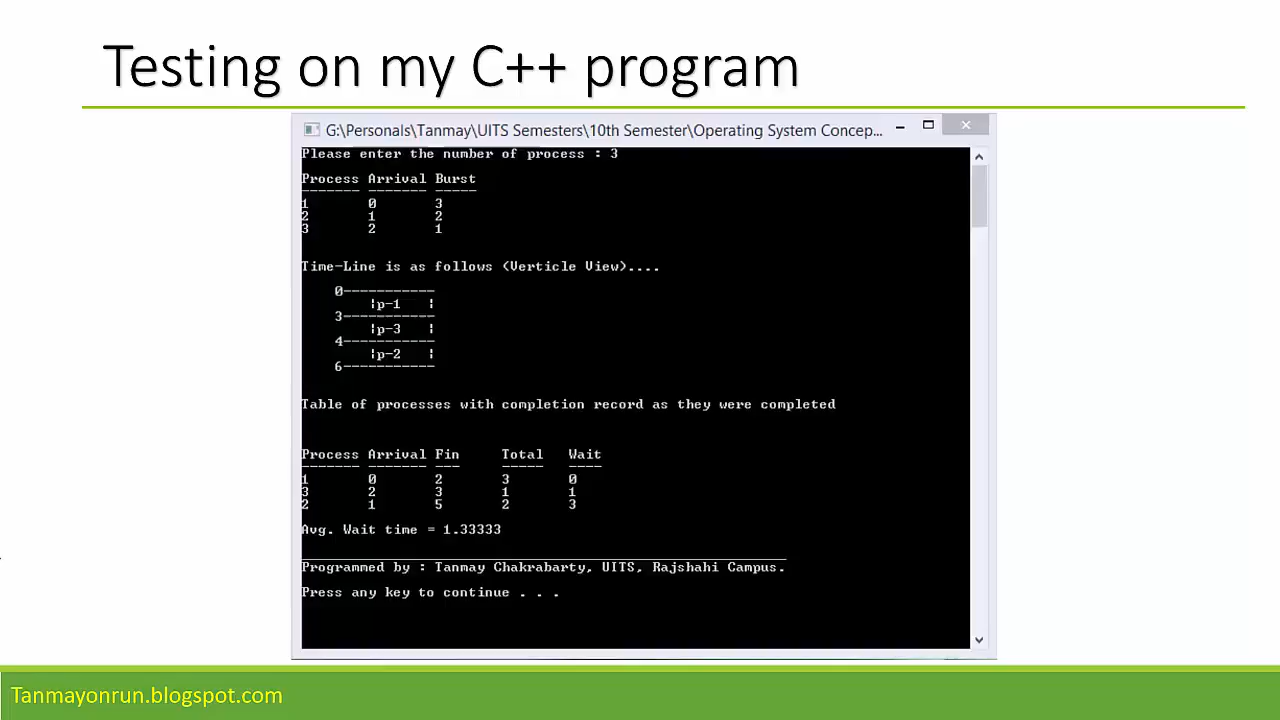 Testing on my C++ program
G:\Personals\Tanmay\UITS Semesters\10th Semester\Operating System Concep...
Please enter the number of process : 3
Process Arrival Burst
------- ------- -----
1 0 3
2 1 2
3 2 1
Time-Line is as follows (Verticle View)....
0-----------
¦p-1 ¦
3-----------
¦p-3 ¦
4-----------
¦p-2 ¦
6-----------
Table of processes with completion record as they were completed
Process Arrival Fin Total Wait
------- ------- --- ----- ----
1 0 2 3 0
3 2 3 1 1
2 1 5 2 3
Avg. Wait time = 1.33333
Programmed by : Tanmay Chakrabarty, UITS, Rajshahi Campus.
Press any key to continue . . .
Tanmayonrun.blogspot.com